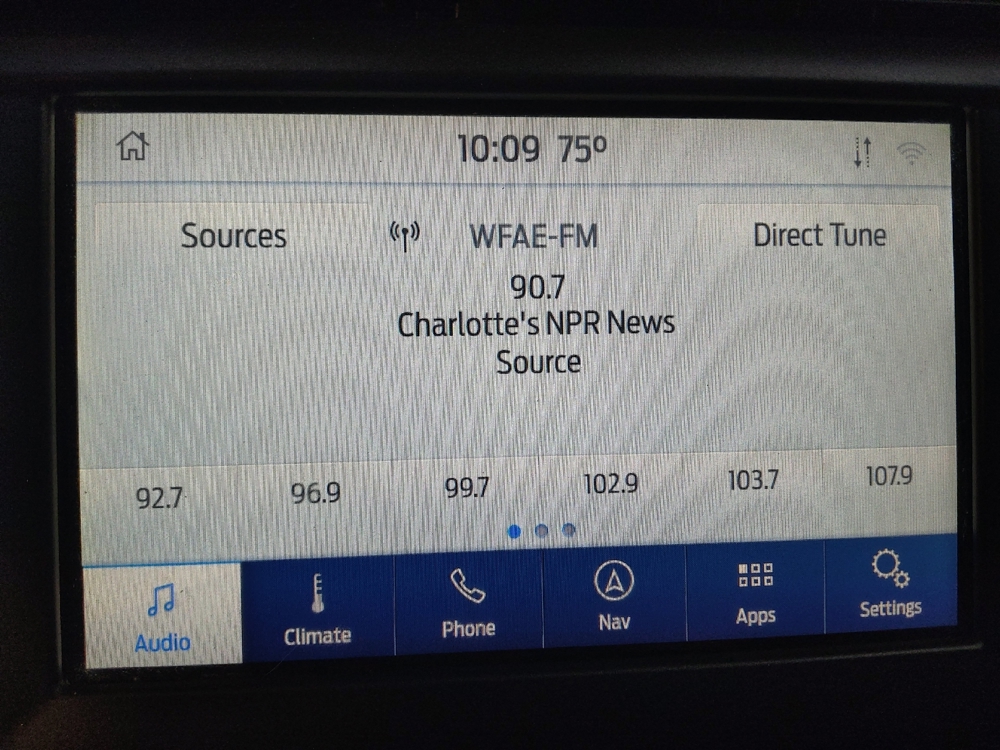 10:09 75º
Sources
WFAE-FM
Direct Tune
90.7
Charlotte's NPR News
Source
92.7 96.9 99.7 102.9 103.7 107.9
Audio Climate Phone Nav Apps Settings